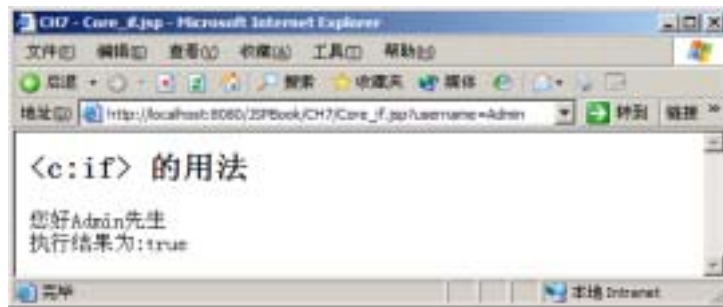 CH7 - Core_if.jsp - Microsoft Internet Explorer
文件(F) 编辑(E) 查看(V) 收藏(A) 工具(T) 帮助(H)
后退 搜索 收藏夹 媒体
地址(D) http://localhost:8080/JSPBook/CH7/Core_if.jsp?username=Admin 转到 链接 »
<c:if> 的用法
您好Admin先生
执行结果为:true
完毕 本地 Intranet